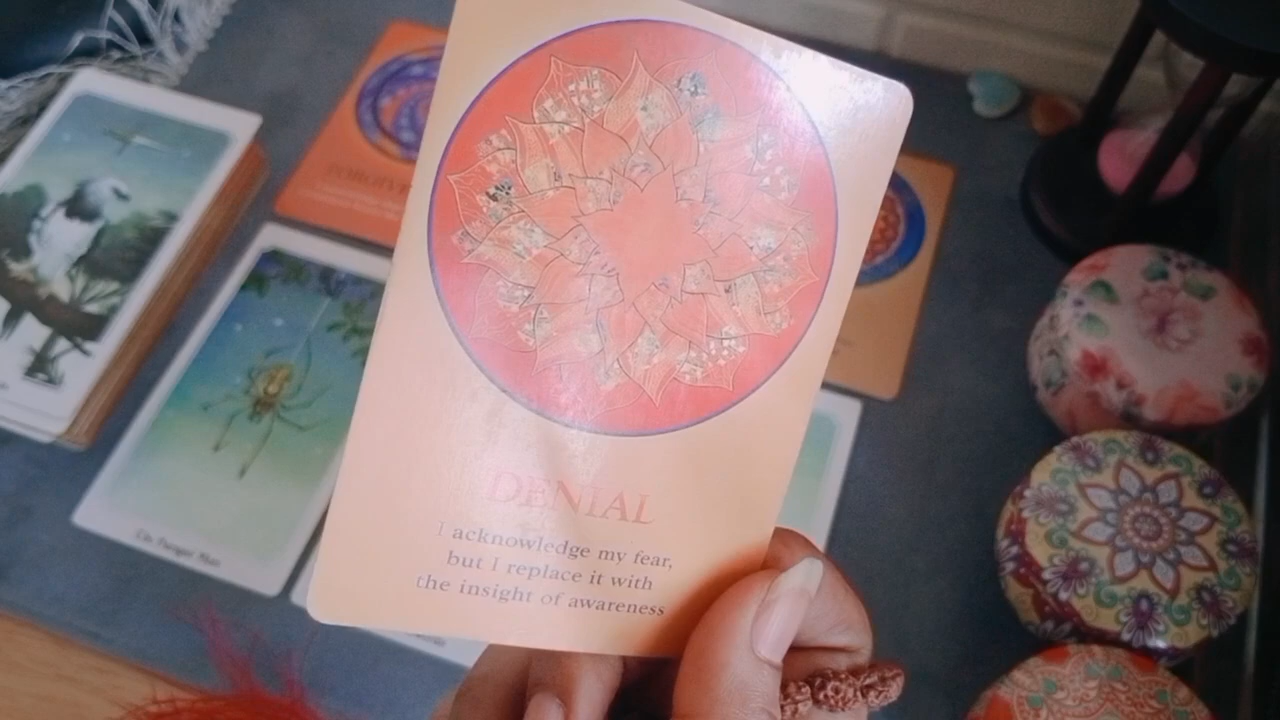 DENIAL
I acknowledge my fear,
but I replace it with
the insight of awareness